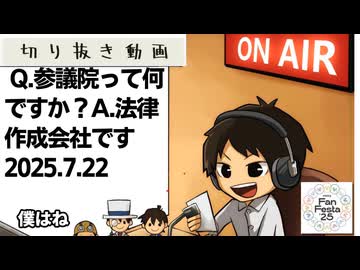 切り抜き動画
ON AIR
Q.参議院って何
ですか？A.法律
作成会社です
2025.7.22
Fan
Festa
'25
僕はね